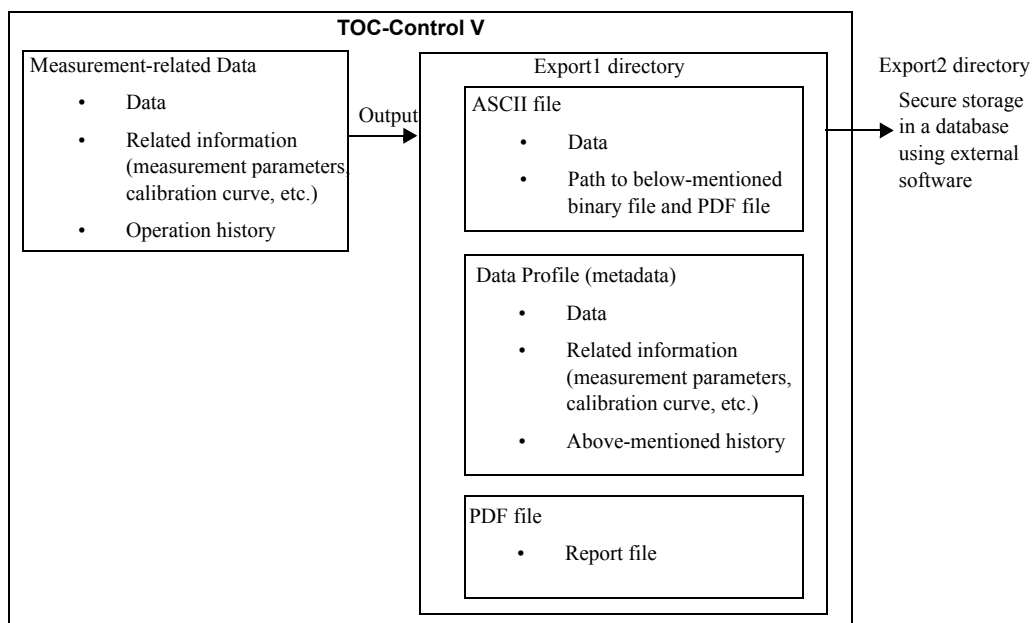 TOC-Control V
Measurement-related Data
• Data
• Related information
(measurement parameters,
calibration curve, etc.)
• Operation history
Output
Export1 directory
ASCII file
• Data
• Path to below-mentioned
binary file and PDF file
Data Profile (metadata)
• Data
• Related information
(measurement parameters,
calibration curve, etc.)
• Above-mentioned history
PDF file
• Report file
Export2 directory
Secure storage
in a database
using external
software